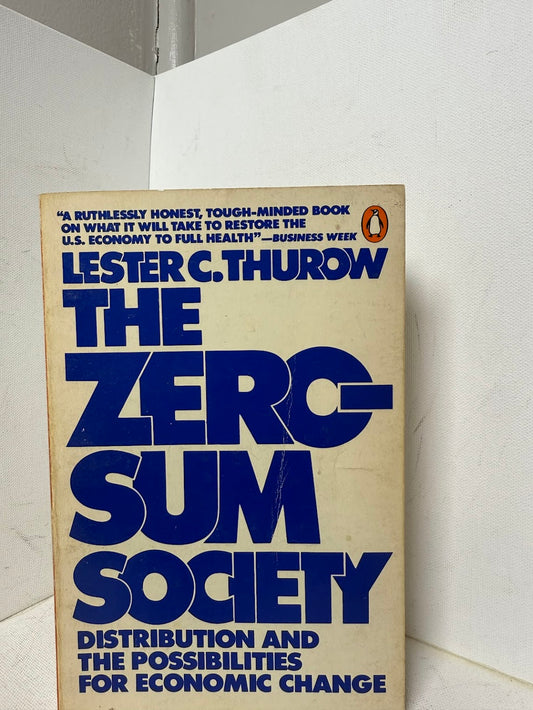 "A RUTHLESSLY HONEST, TOUGH-MINDED BOOK
ON WHAT IT WILL TAKE TO RESTORE THE
U.S. ECONOMY TO FULL HEALTH"—BUSINESS WEEK
LESTER C. THUROW
THE
ZERO-
SUM
SOCIETY
DISTRIBUTION AND
THE POSSIBILITIES
FOR ECONOMIC CHANGE